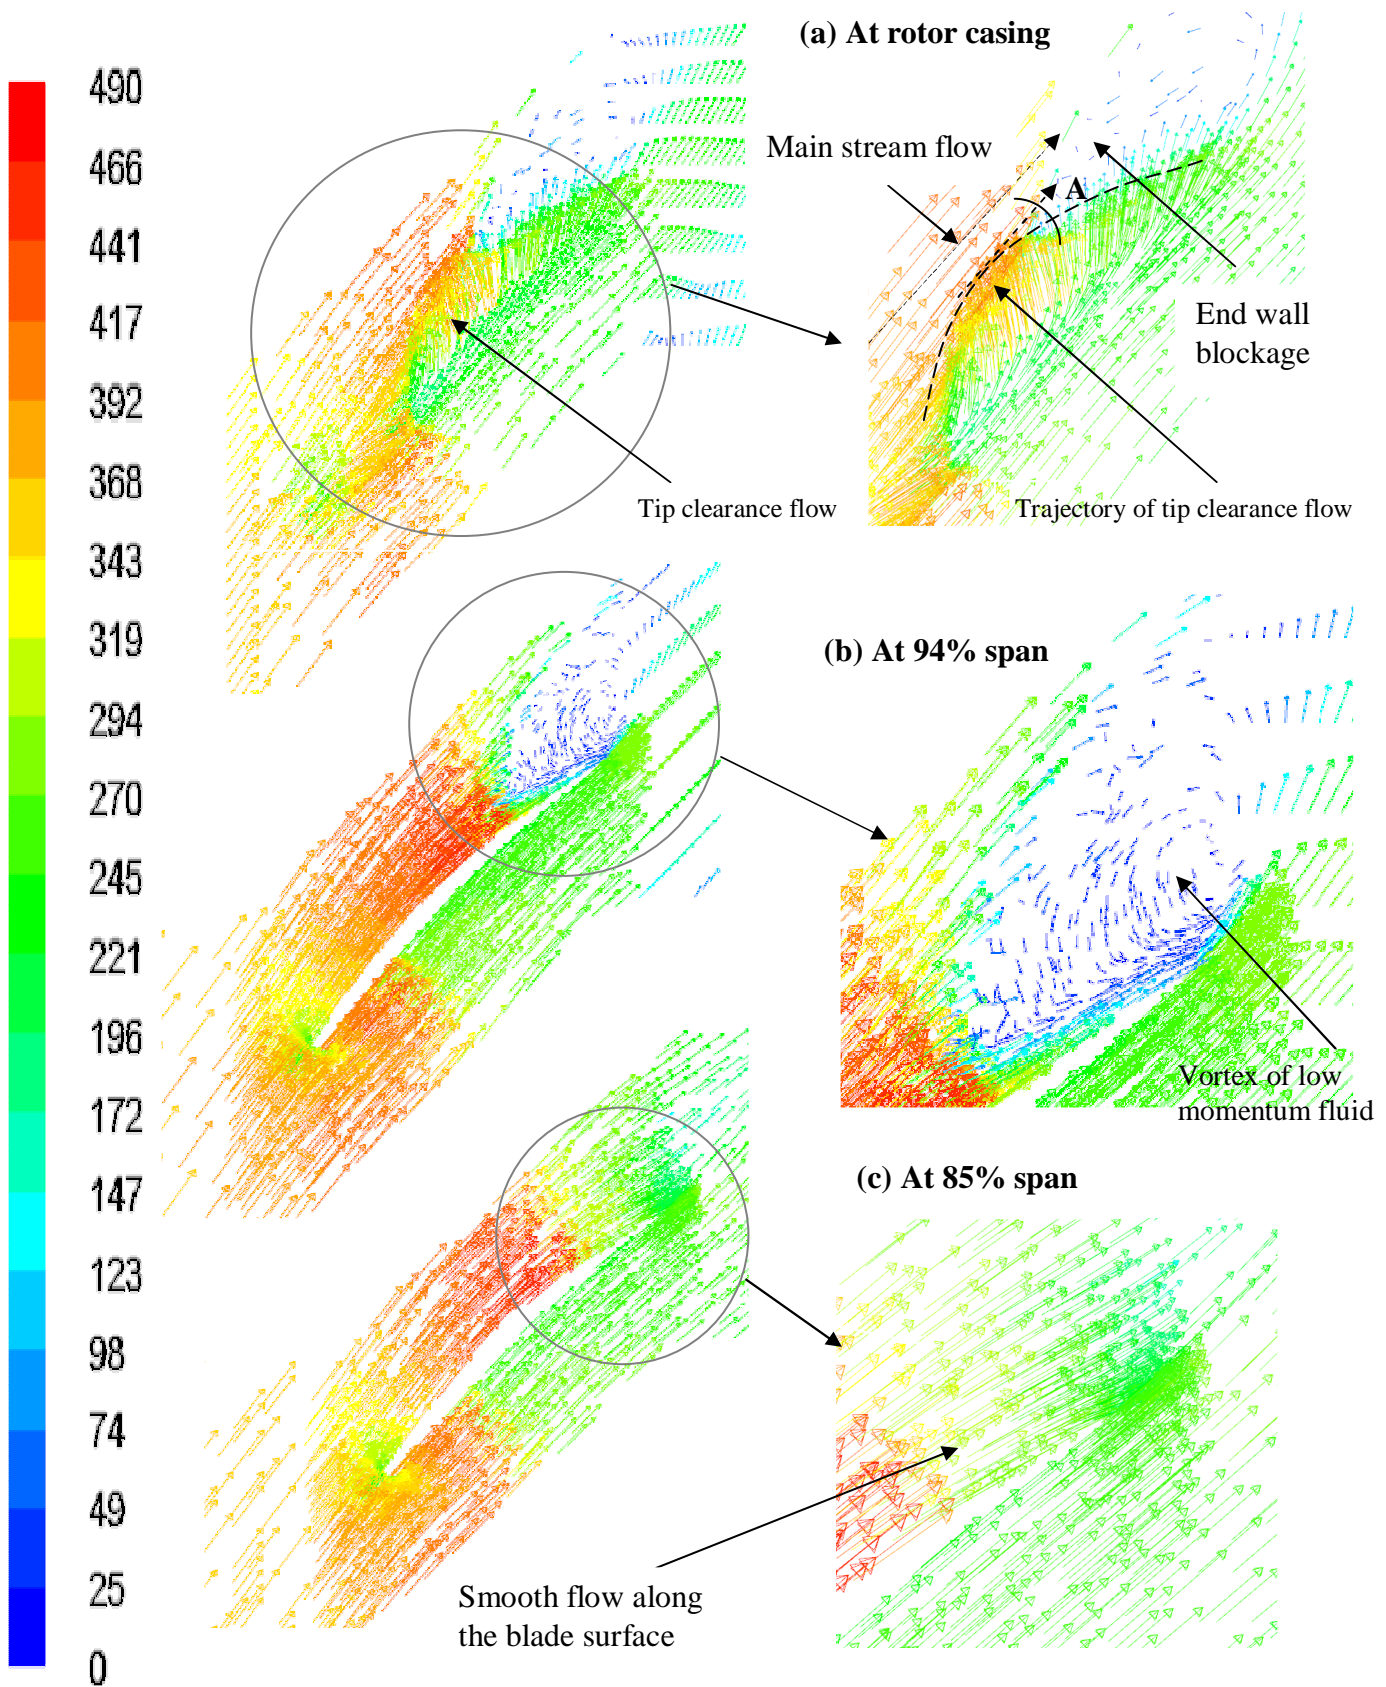 490
466
441
417
392
368
343
319
294
270
245
221
196
172
147
123
98
74
49
25
0
(a) At rotor casing
Main stream flow
A
End wall
blockage
Tip clearance flow
Trajectory of tip clearance flow
(b) At 94% span
Vortex of low
momentum fluid
(c) At 85% span
Smooth flow along
the blade surface